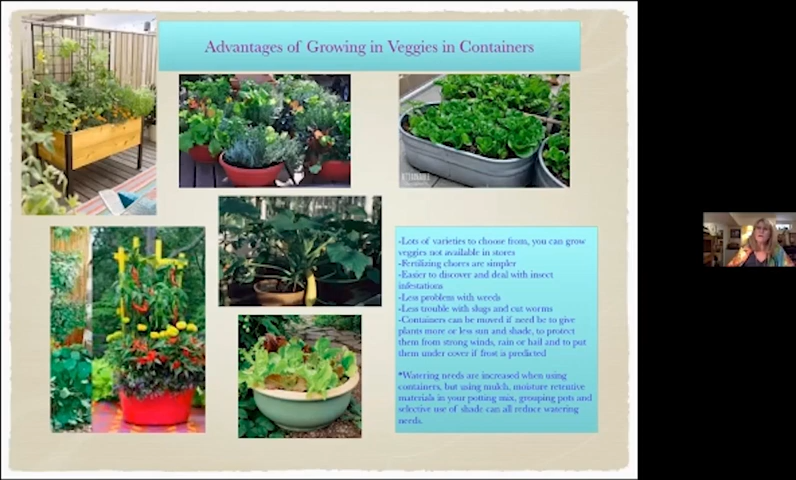 Advantages of Growing in Veggies in Containers
-Lots of varieties to choose from, you can grow
veggies not available in stores
-Fertilizing chores are simpler
-Easier to discover and deal with insect
infestations
-Less problem with weeds
-Less trouble with slugs and cut worms
-Containers can be moved if need be to give
plants more or less sun and shade, to protect
them from strong winds, rain or hail and to put
them under cover if frost is predicted
*Watering needs are increased when using
containers, but using mulch, moisture retentive
materials in your potting mix, grouping pots and
selective use of shade can all reduce watering
needs.